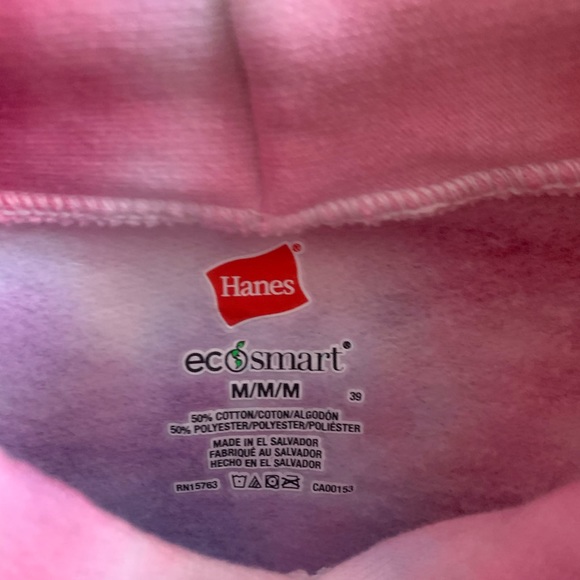 Hanes®
ecosmart®
M/M/M 39
50% COTTON/COTON/ALGODÓN
50% POLYESTER/POLYESTER/POLIÉSTER
MADE IN EL SALVADOR
FABRIQUÉ AU SALVADOR
HECHO EN EL SALVADOR
RN15763 CA00153